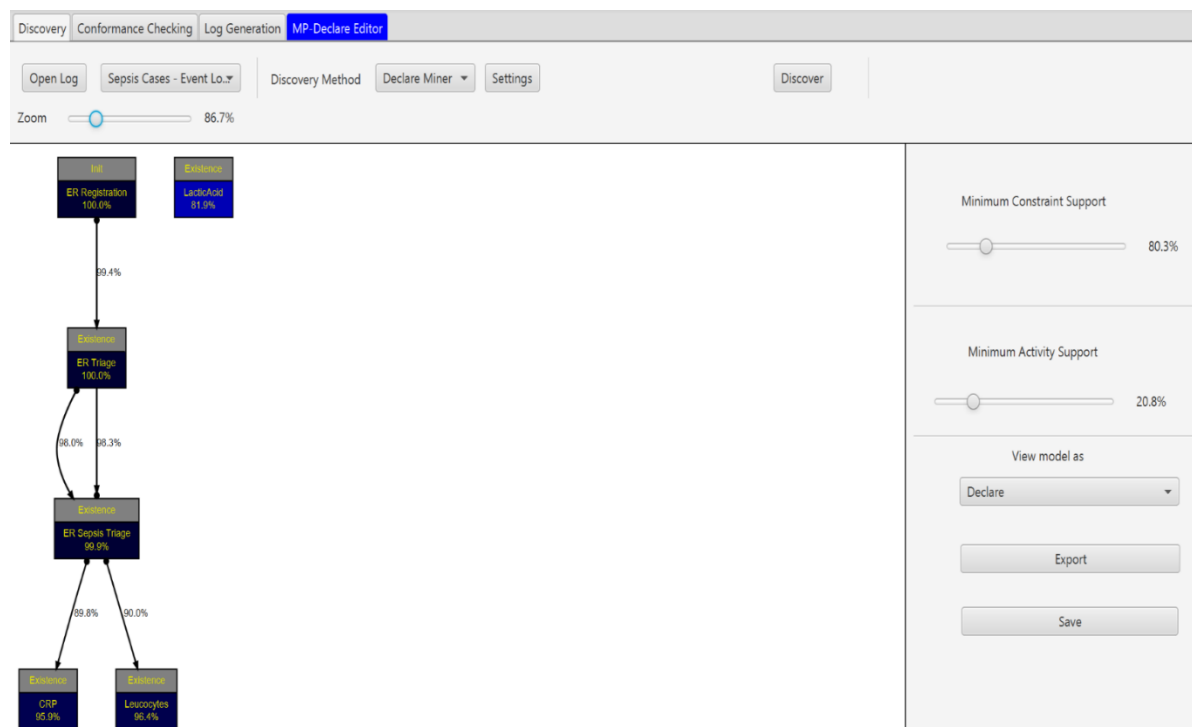 Discovery Conformance Checking Log Generation MP-Declare Editor
Open Log Sepsis Cases - Event Lo.. Discovery Method Declare Miner Settings Discover
Zoom 86.7%
Init
ER Registration
100.0%
Existence
LacticAcid
81.9%
99.4%
Existence
ER Triage
100.0%
98.0% 98.3%
Existence
ER Sepsis Triage
99.9%
89.8% 90.0%
Existence
CRP
95.9%
Existence
Leucocytes
96.4%
Minimum Constraint Support
80.3%
Minimum Activity Support
20.8%
View model as
Declare
Export
Save